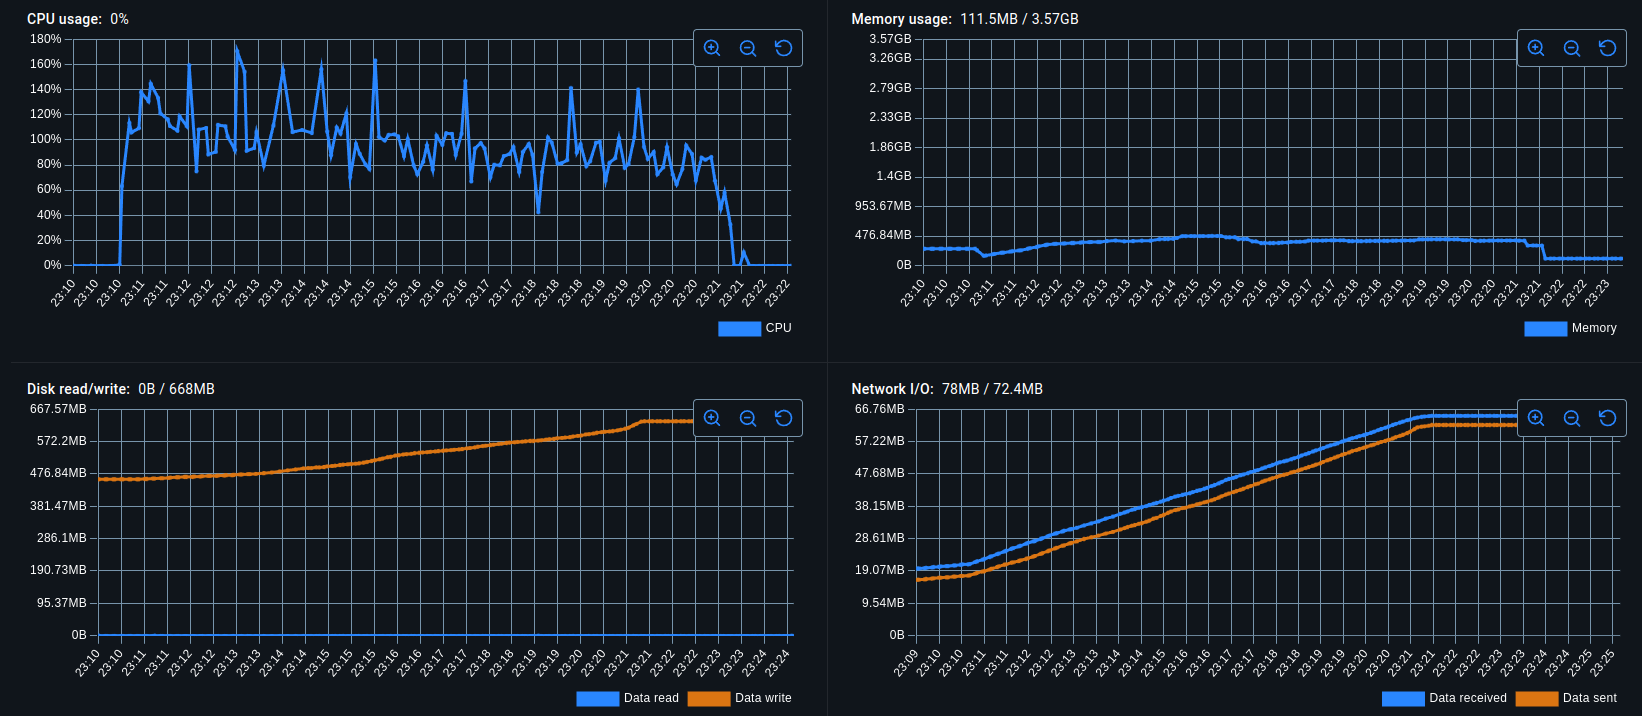 CPU usage: 0%
180%
160%
140%
120%
100%
80%
60%
40%
20%
0%
23:10 23:10 23:10 23:11 23:11 23:12 23:12 23:12 23:13 23:13 23:14 23:14 23:14 23:15 23:15 23:16 23:16 23:16 23:17 23:17 23:18 23:18 23:18 23:19 23:19 23:20 23:20 23:20 23:21 23:21 23:22 23:22
CPU
Memory usage: 111.5MB / 3.57GB
3.57GB
3.26GB
2.79GB
2.33GB
1.86GB
1.4GB
953.67MB
476.84MB
0B
23:10 23:10 23:10 23:11 23:11 23:12 23:12 23:13 23:13 23:13 23:14 23:14 23:15 23:15 23:15 23:16 23:16 23:17 23:17 23:18 23:18 23:18 23:19 23:19 23:20 23:20 23:21 23:21 23:22 23:22 23:23
Memory
Disk read/write: 0B / 668MB
667.57MB
572.2MB
476.84MB
381.47MB
286.1MB
190.73MB
95.37MB
0B
23:10 23:10 23:11 23:11 23:12 23:12 23:13 23:13 23:14 23:14 23:15 23:15 23:15 23:16 23:16 23:17 23:17 23:18 23:18 23:19 23:19 23:20 23:20 23:21 23:21 23:22 23:22 23:23 23:23 23:24 23:24
Data read Data write
Network I/O: 78MB / 72.4MB
66.76MB
57.22MB
47.68MB
38.15MB
28.61MB
19.07MB
9.54MB
0B
23:09 23:10 23:10 23:11 23:11 23:12 23:12 23:13 23:13 23:14 23:14 23:15 23:16 23:16 23:17 23:17 23:18 23:18 23:19 23:19 23:20 23:20 23:21 23:21 23:22 23:22 23:23 23:23 23:24 23:24 23:25 23:25
Data received Data sent